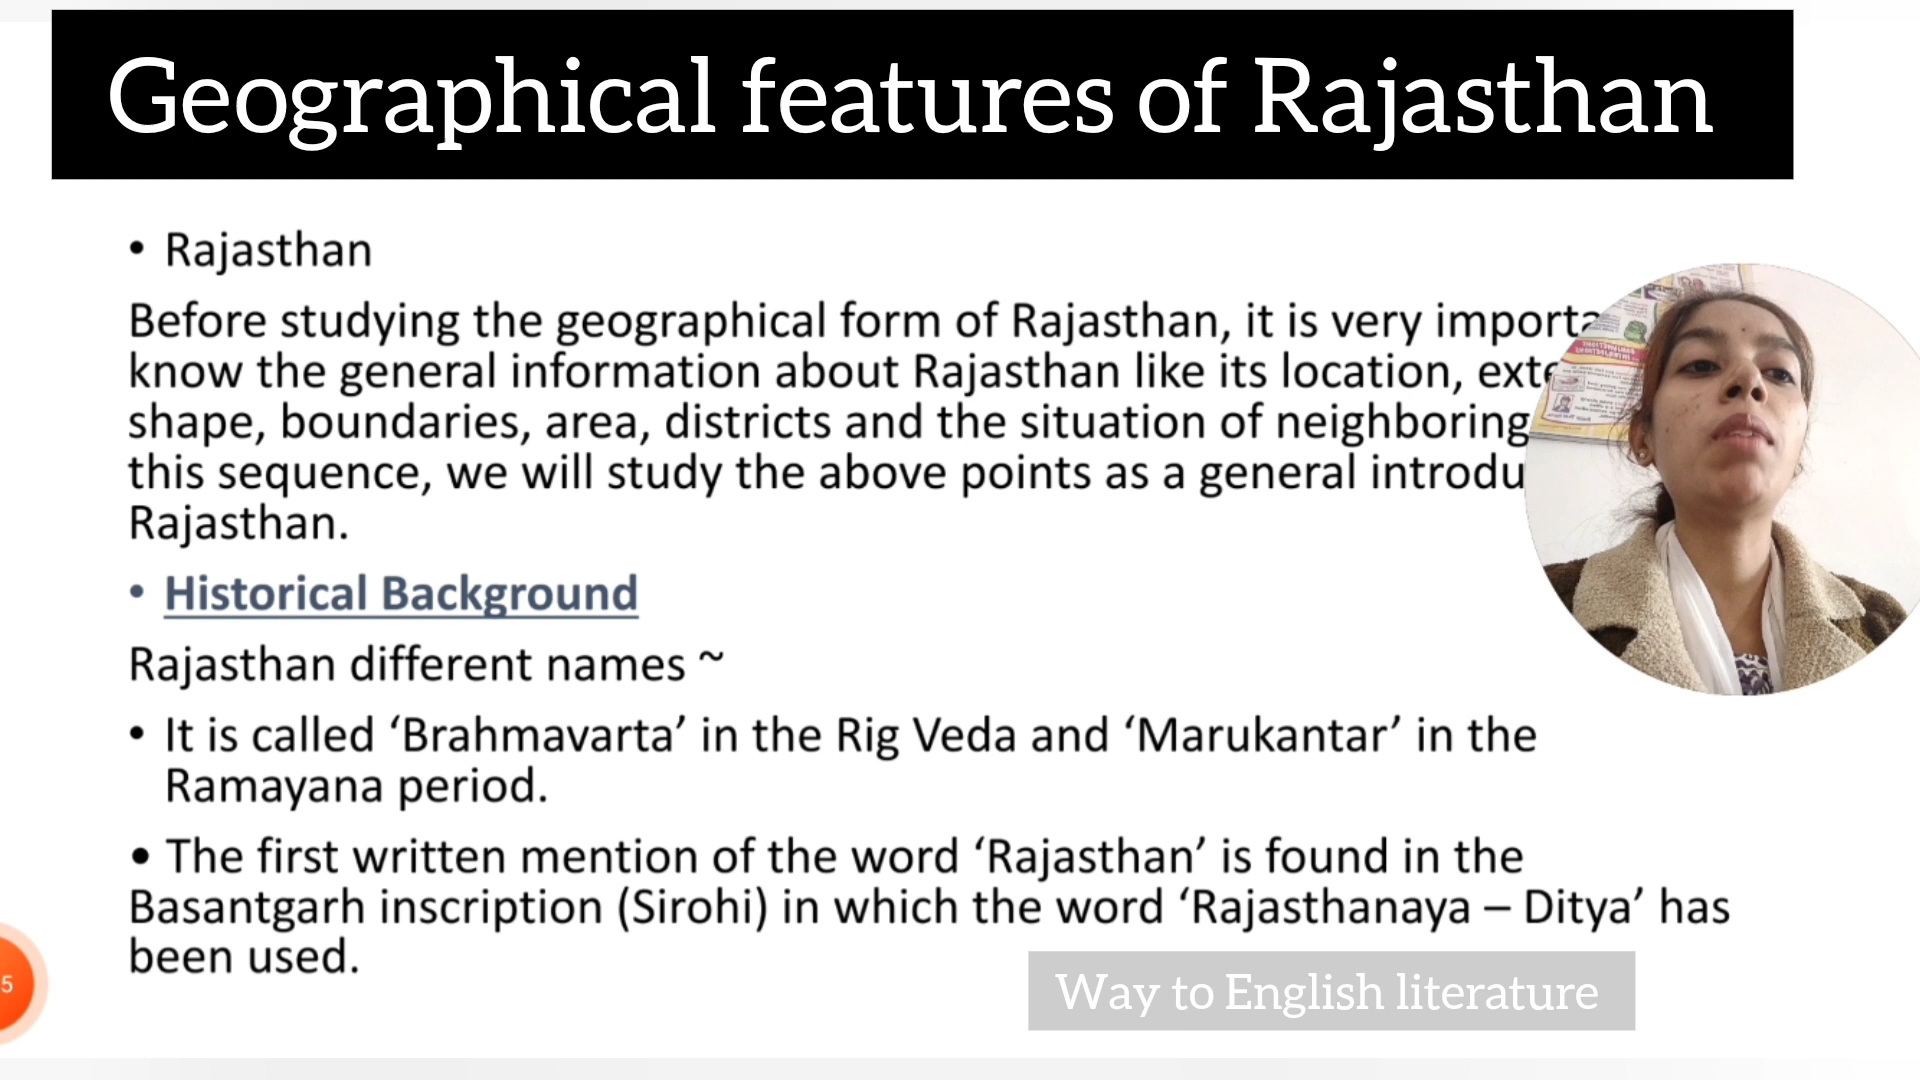 Geographical features of Rajasthan
• Rajasthan
Before studying the geographical form of Rajasthan, it is very
know the general information about Rajasthan like its location,
shape, boundaries, area, districts and the situation of neighboring
this sequence, we will study the above points as a general
Rajasthan.
• Historical Background
Rajasthan different names ~
• It is called ‘Brahmavarta’ in the Rig Veda and ‘Marukantar’ in the
Ramayana period.
• The first written mention of the word ‘Rajasthan’ is found in the
Basantgarh inscription (Sirohi) in which the word ‘Rajasthanaya – Ditya’ has
been used.
5
Way to English literature